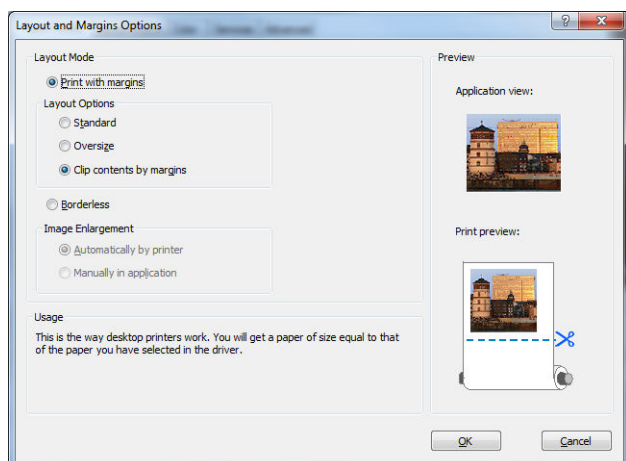 Layout and Margins Options
Layout Mode
Print with margins
Layout Options
Standard
Oversize
Clip contents by margins
Borderless
Image Enlargement
Automatically by printer
Manually in application
Usage
This is the way desktop printers work. You will get a paper of size equal to that
of the paper you have selected in the driver.
Preview
Application view:
Print preview:
OK
Cancel